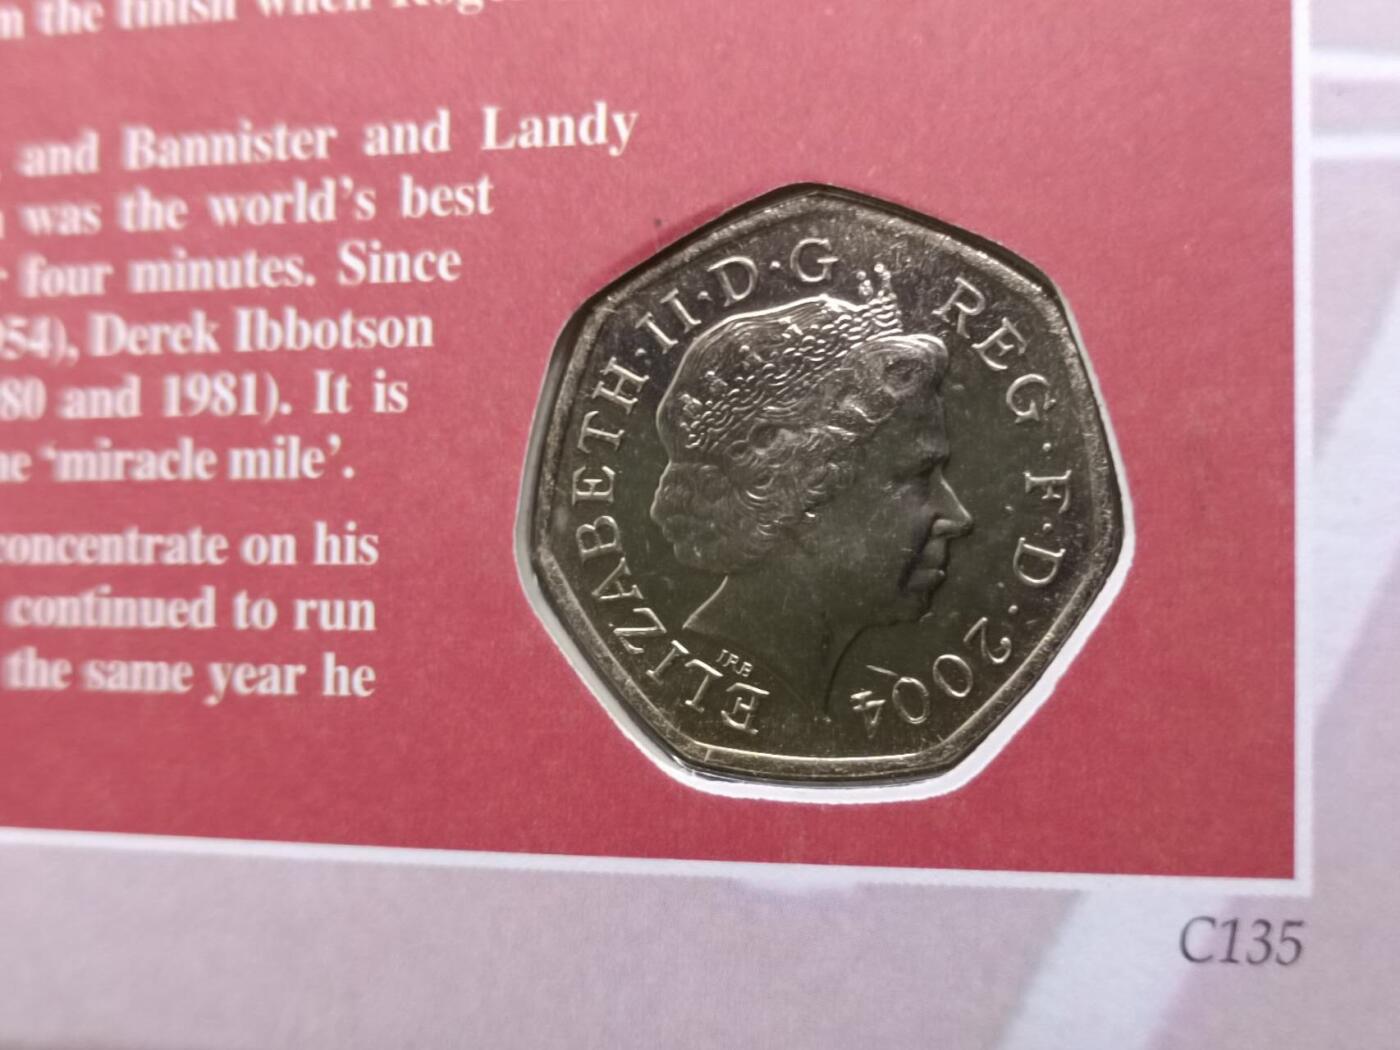 the finish when
and Bannister and Landy
was the world's best
four minutes. Since
54), Derek Ibbotson
80 and 1981). It is
'miracle mile'.
concentrate on his
continued to run
the same year he
ELIZABETH·II·D·G REG·F·D·2004
IRB
C135